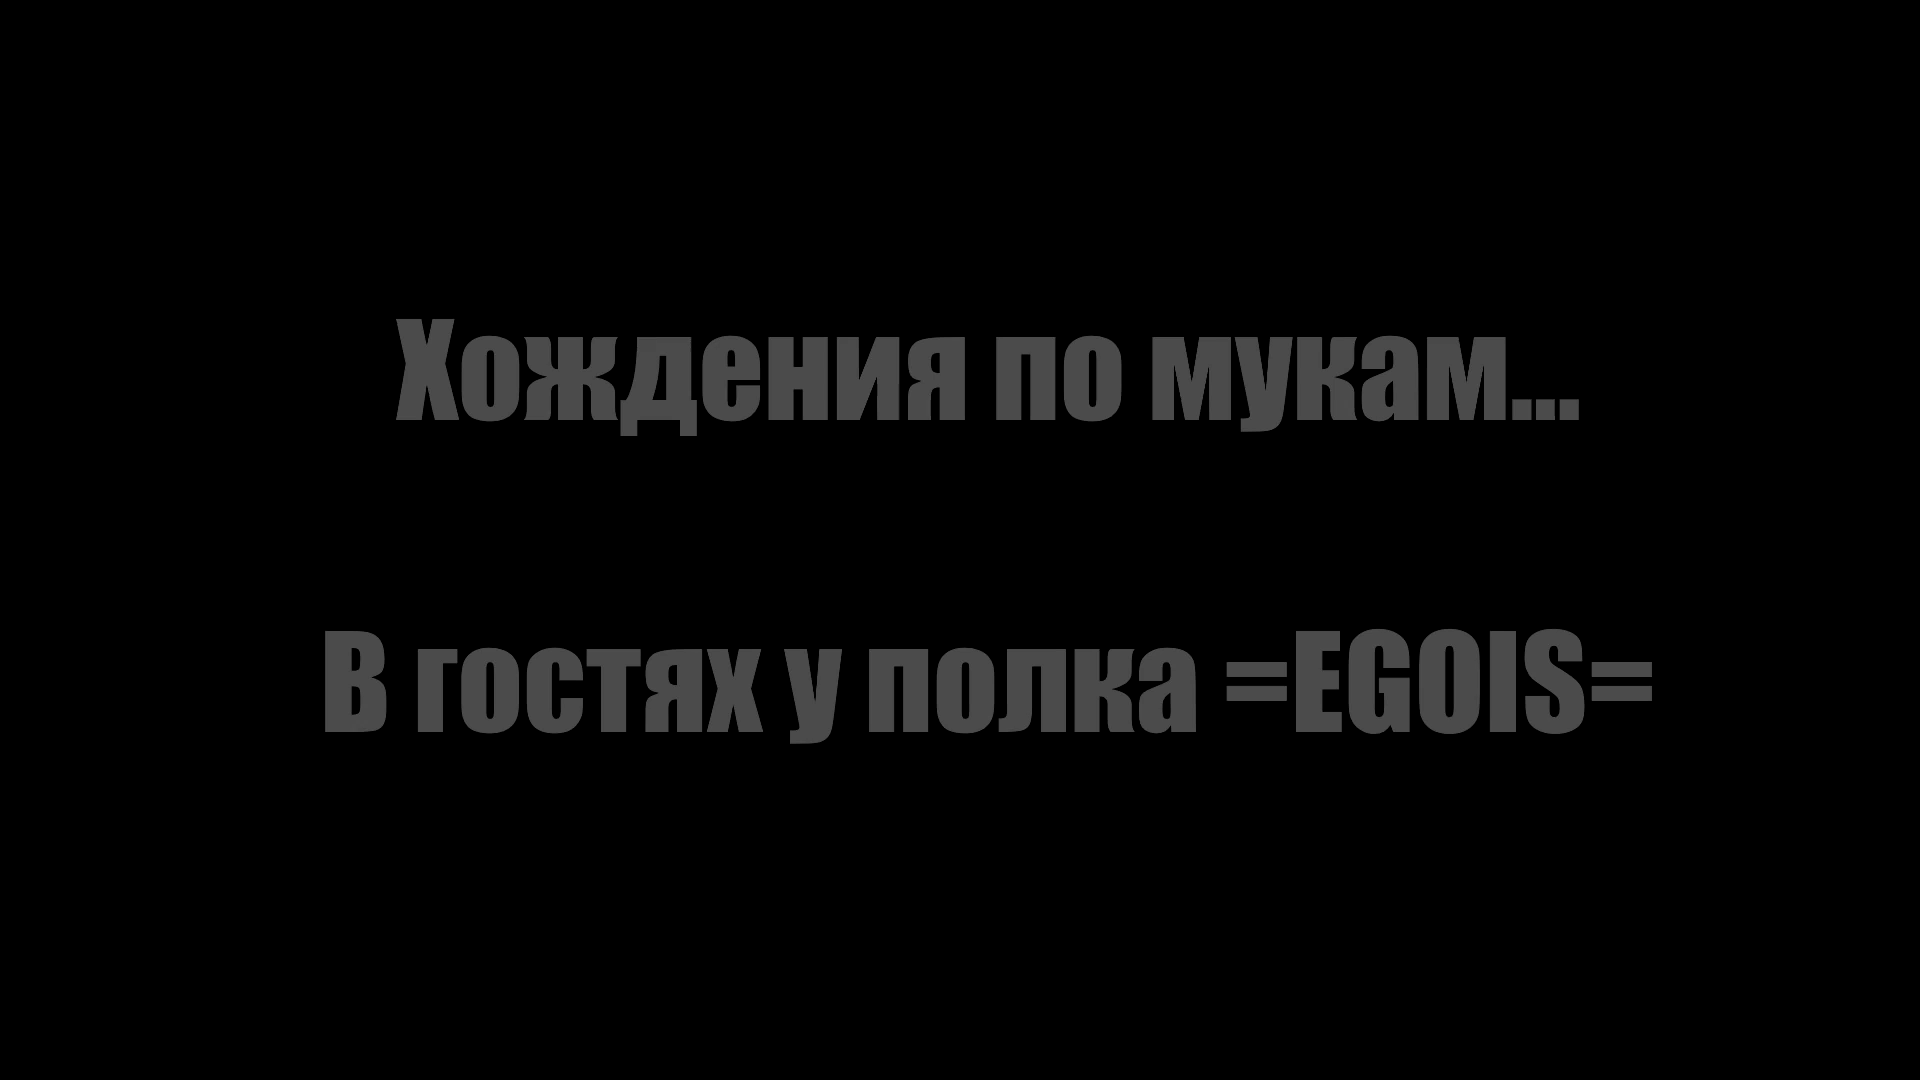 Хождения по мукам...
В гостях у полка =EGOIS=